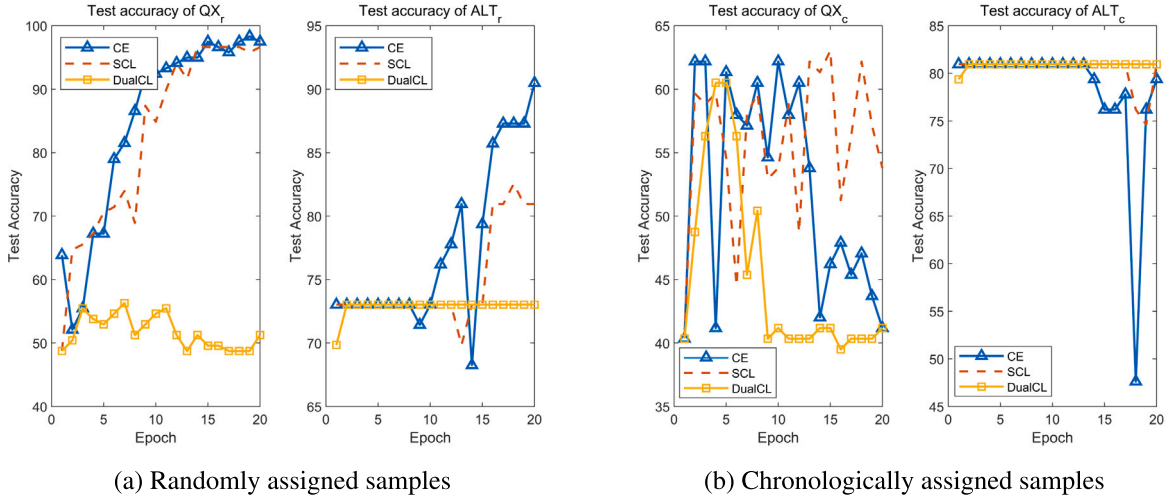 Test accuracy of QX_r
Test Accuracy
100
90
80
70
60
50
40
0 5 10 15 20
Epoch
CE
SCL
DualCL
Test accuracy of ALT_r
Test Accuracy
100
95
90
85
80
75
70
65
0 5 10 15 20
Epoch
CE
SCL
DualCL
(a) Randomly assigned samples
Test accuracy of QX_c
Test Accuracy
65
60
55
50
45
40
35
0 5 10 15 20
Epoch
CE
SCL
DualCL
Test accuracy of ALT_c
Test Accuracy
85
80
75
70
65
60
55
50
45
0 5 10 15 20
Epoch
CE
SCL
DualCL
(b) Chronologically assigned samples